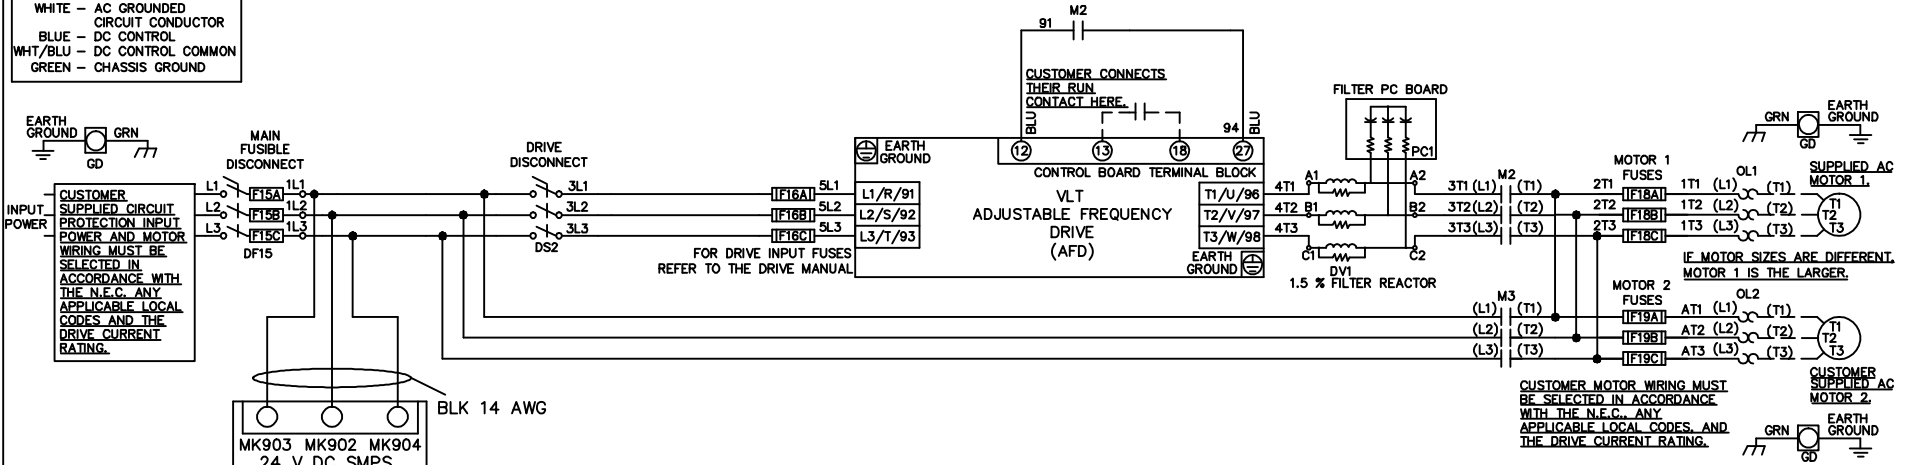 WHITE – AC GROUNDED
CIRCUIT CONDUCTOR
BLUE – DC CONTROL
WHT/BLU – DC CONTROL COMMON
GREEN – CHASSIS GROUND
EARTH
GROUND
GRN
GD
INPUT
POWER
CUSTOMER
SUPPLIED CIRCUIT
PROTECTION INPUT
POWER AND MOTOR
WIRING MUST BE
SELECTED IN
ACCORDANCE WITH
THE N.E.C. ANY
APPLICABLE LOCAL
CODES AND THE
DRIVE CURRENT
RATING.
MAIN
FUSIBLE
DISCONNECT
L1 F15A 1L1
L2 F15B 1L2
L3 F15C 1L3
DF15
DRIVE
DISCONNECT
3L1
3L2
3L3
DS2
F16A 5L1
F16B 5L2
F16C 5L3
FOR DRIVE INPUT FUSES
REFER TO THE DRIVE MANUAL
BLK 14 AWG
MK903 MK902 MK904
24 V DC SMPS
M2
91
CUSTOMER CONNECTS
THEIR RUN
CONTACT HERE.
BLU
94
BLU
12 13 18 27
CONTROL BOARD TERMINAL BLOCK
EARTH
GROUND
L1/R/91
L2/S/92
L3/T/93
VLT
ADJUSTABLE FREQUENCY
DRIVE
(AFD)
T1/U/96
T2/V/97
T3/W/98
EARTH
GROUND
4T1 A1 A2
4T2 B1 B2
4T3 C1 C2
DV1
1.5 % FILTER REACTOR
FILTER PC BOARD
PC1
M2
3T1 (L1) (T1)
3T2(L2) (T2)
3T3(L3) (T3)
M3
(L1) (T1)
(L2) (T2)
(L3) (T3)
MOTOR 1
FUSES
2T1 F18A 1T1 (L1) (T1)
2T2 F18B 1T2 (L2) (T2)
2T3 F18C 1T3 (L3) (T3)
OL1
GRN
EARTH
GROUND
GD
SUPPLIED AC
MOTOR 1.
T1
T2
T3
IF MOTOR SIZES ARE DIFFERENT,
MOTOR 1 IS THE LARGER.
MOTOR 2
FUSES
OL2
F19A AT1 (L1) (T1)
F19B AT2 (L2) (T2)
F19C AT3 (L3) (T3)
T1
T2
T3
CUSTOMER
SUPPLIED AC
MOTOR 2.
CUSTOMER MOTOR WIRING MUST
BE SELECTED IN ACCORDANCE
WITH THE N.E.C., ANY
APPLICABLE LOCAL CODES, AND
THE DRIVE CURRENT RATING.
GRN
EARTH
GROUND
GD